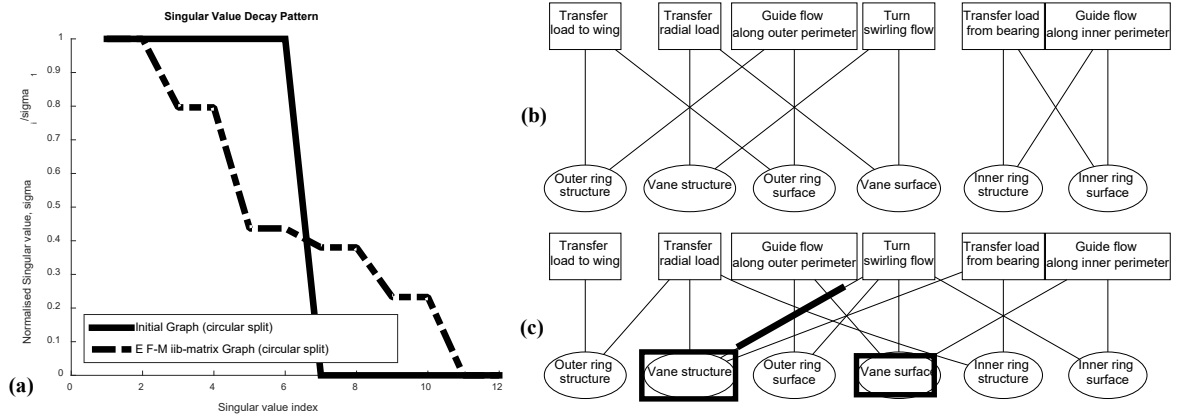 Singular Value Decay Pattern
Normalised Singular value, sigma i/sigma 1
1
0.9
0.8
0.7
0.6
0.5
0.4
0.3
0.2
0.1
0
Initial Graph (circular split)
E F-M iib-matrix Graph (circular split)
0 2 4 6 8 10 12
Singular value index
(a)
Transfer load to wing
Transfer radial load
Guide flow along outer perimeter
Turn swirling flow
Transfer load from bearing
Guide flow along inner perimeter
(b)
Outer ring structure
Vane structure
Outer ring surface
Vane surface
Inner ring structure
Inner ring surface
Transfer load to wing
Transfer radial load
Guide flow along outer perimeter
Turn swirling flow
Transfer load from bearing
Guide flow along inner perimeter
(c)
Outer ring structure
Vane structure
Outer ring surface
Vane surface
Inner ring structure
Inner ring surface